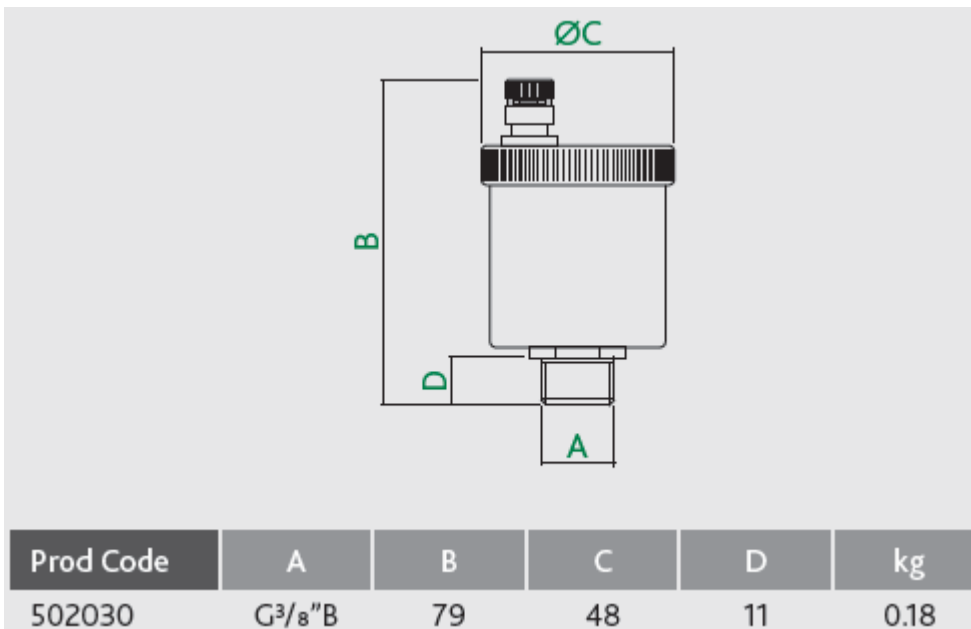 ØC
B
D
A
Prod Code A B C D kg
502030 G³/₈"B 79 48 11 0.18